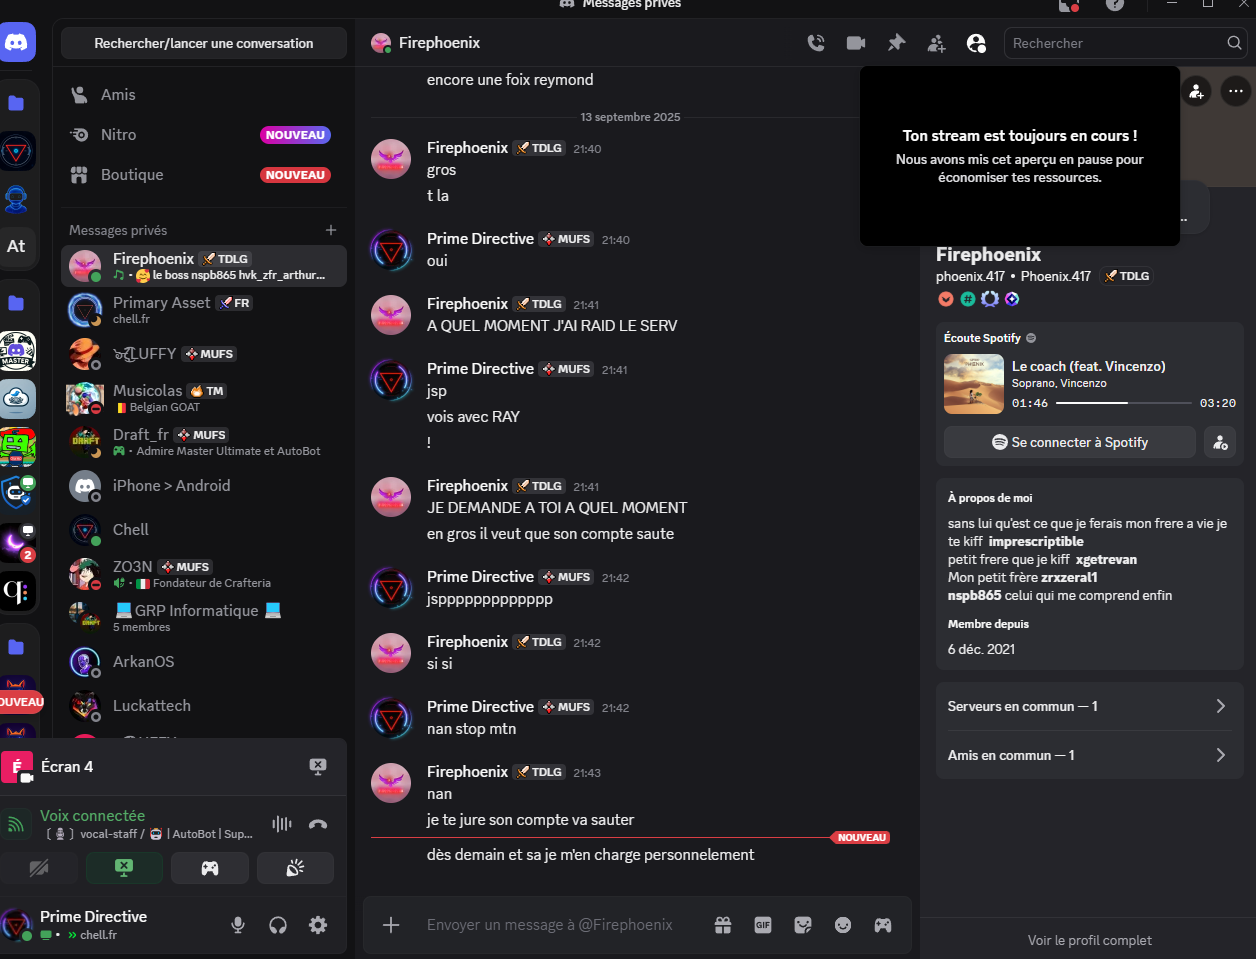 Messages privés
Rechercher/lancer une conversation
Amis
Nitro
NOUVEAU
Boutique
NOUVEAU
Messages privés
Firephoenix TDLG
le boss nspb865 hvk_zfr_arthur...
Primary Asset FR
chell.fr
LUFFY MUFS
Musicolas TM
Belgian GOAT
Draft_fr MUFS
Admire Master Ultimate et AutoBot
iPhone > Android
Chell
ZO3N MUFS
Fondateur de Crafteria
GRP Informatique
5 membres
ArkanOS
Luckattech
At
MASTER
2
q:
OUVEAU
É
Écran 4
Voix connectée
vocal-staff / | AutoBot | Sup...
Prime Directive
» chell.fr
Firephoenix
Rechercher
encore une foix reymond
13 septembre 2025
Firephoenix TDLG 21:40
gros
t la
Prime Directive MUFS 21:40
oui
Firephoenix TDLG 21:41
A QUEL MOMENT J'AI RAID LE SERV
Prime Directive MUFS 21:41
jsp
vois avec RAY
!
Firephoenix TDLG 21:41
JE DEMANDE A TOI A QUEL MOMENT
en gros il veut que son compte saute
Prime Directive MUFS 21:42
jsppppppppppppp
Firephoenix TDLG 21:42
si si
Prime Directive MUFS 21:42
nan stop mtn
Firephoenix TDLG 21:43
nan
je te jure son compte va sauter
NOUVEAU
dès demain et sa je m'en charge personnelement
Envoyer un message à @Firephoenix
GIF
Ton stream est toujours en cours !
Nous avons mis cet aperçu en pause pour
économiser tes ressources.
...
Firephoenix
phoenix.417 • Phoenix.417 TDLG
Écoute Spotify
Le coach (feat. Vincenzo)
Soprano, Vincenzo
01:46 03:20
Se connecter à Spotify
À propos de moi
sans lui qu'est ce que je ferais mon frere a vie je
te kiff imprescriptible
petit frere que je kiff xgetrevan
Mon petit frère zrxzeral1
nspb865 celui qui me comprend enfin
Membre depuis
6 déc. 2021
Serveurs en commun — 1
Amis en commun — 1
Voir le profil complet